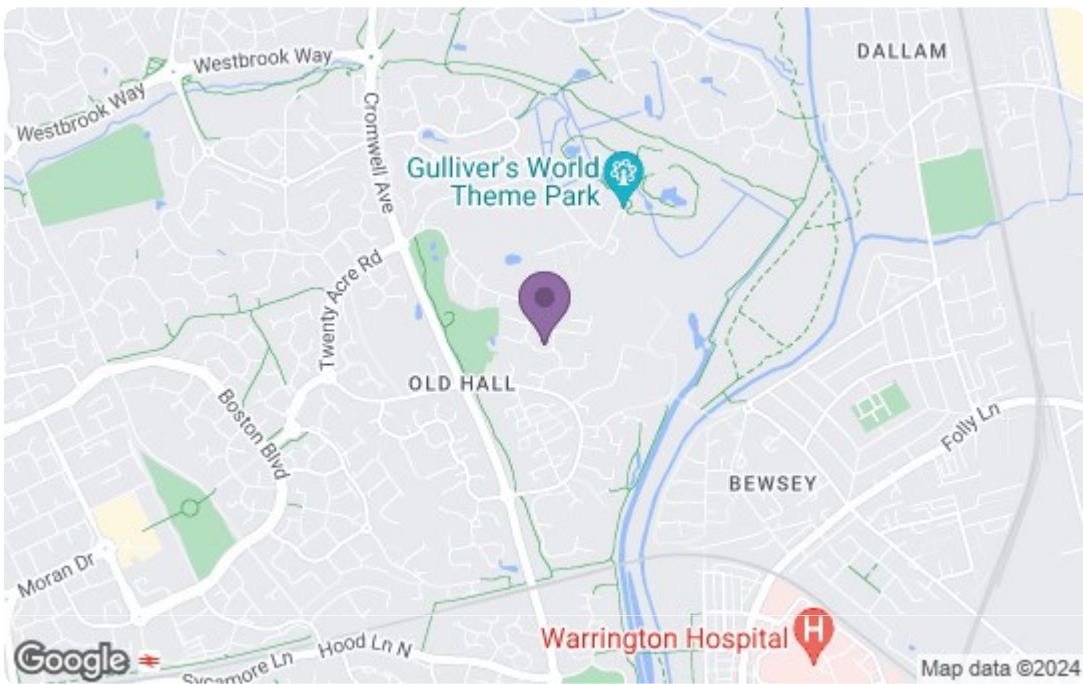 DALLAM
Westbrook Way
Westbrook Way
Cromwell Ave
Gulliver's World
Theme Park
Twenty Acre Rd
OLD HALL
Boston Blvd
Folly Ln
BEWSEY
Moran Dr
Warrington Hospital
H
Hood Ln N
Sycamore Ln
Google
Map data ©2024